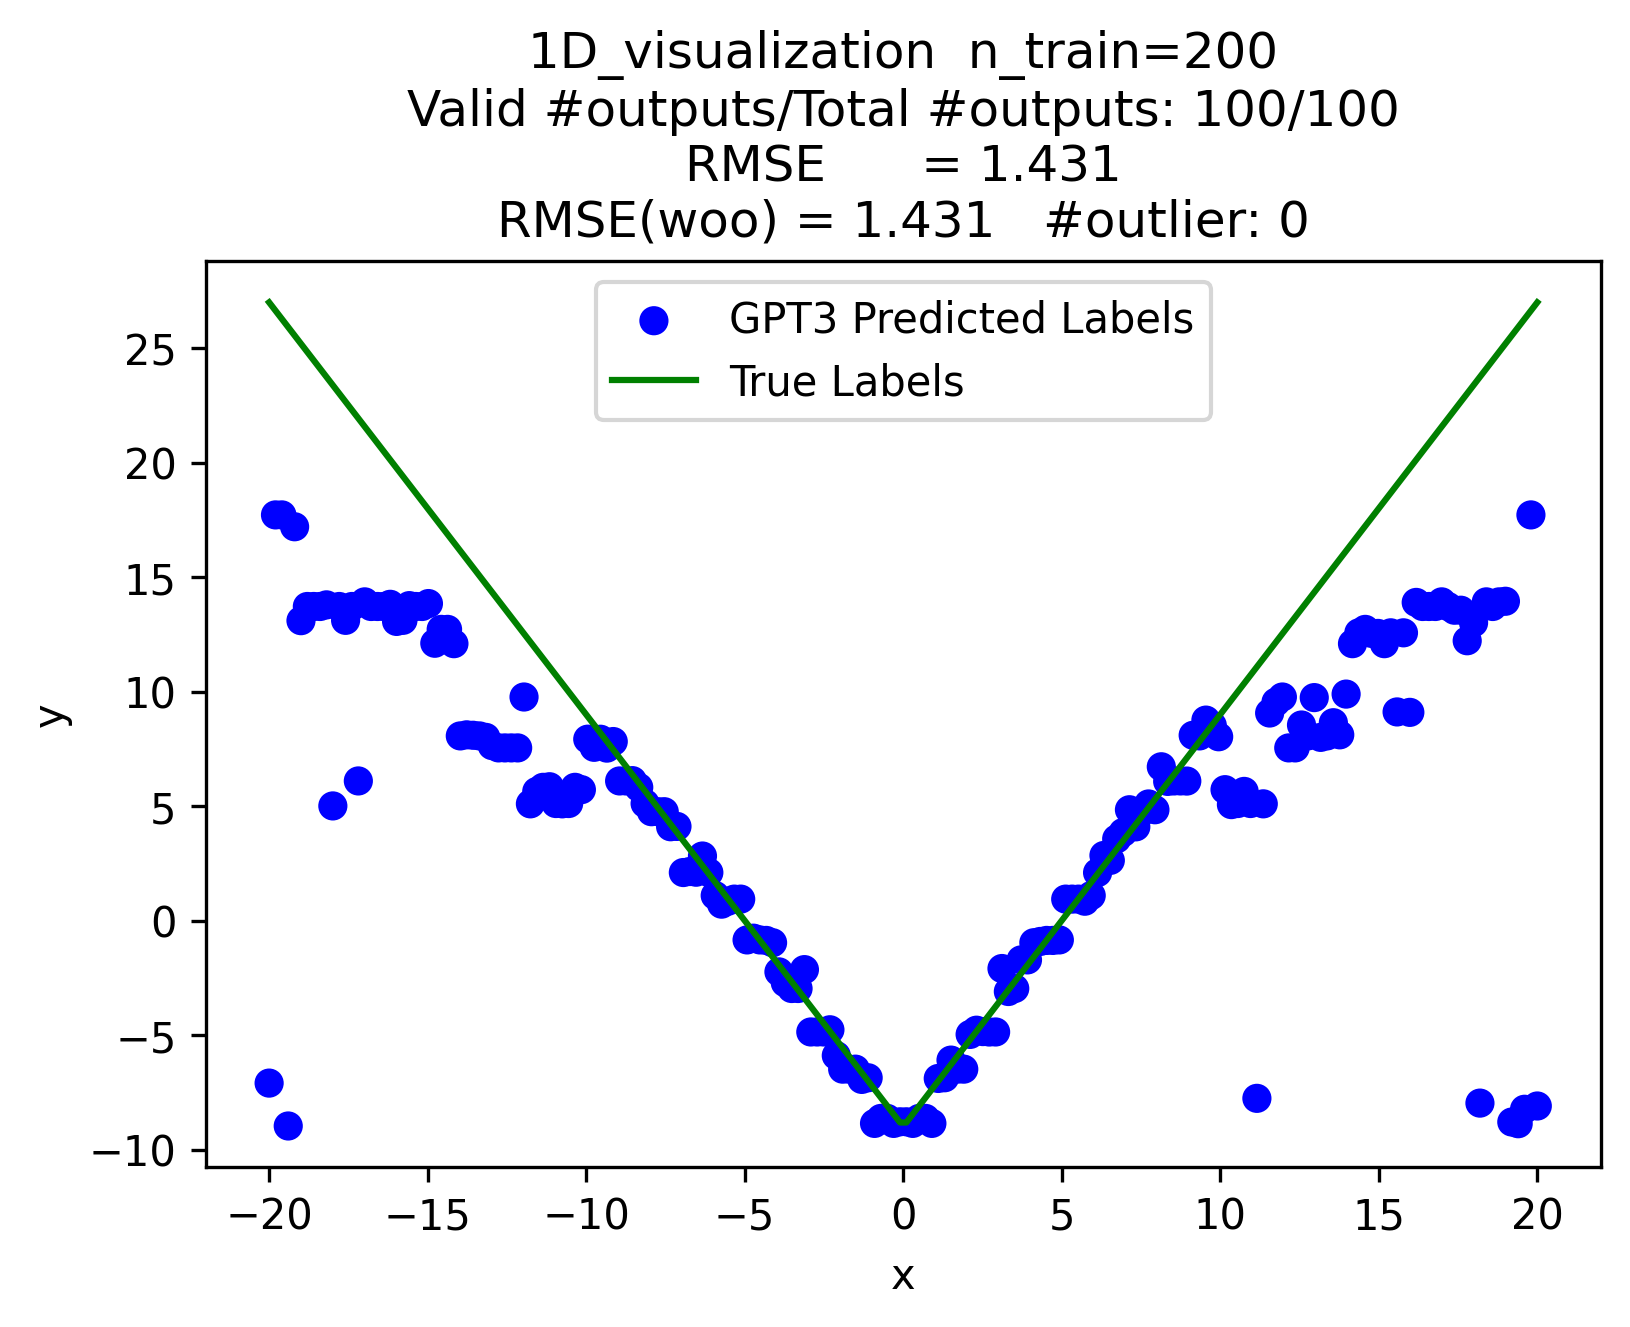 1D_visualization  n_train=200
Valid #outputs/Total #outputs: 100/100
RMSE      = 1.431
RMSE(woo) = 1.431   #outlier: 0
GPT3 Predicted Labels
True Labels
25
20
15
10
5
0
−5
−10
y
−20 −15 −10 −5 0 5 10 15 20
x